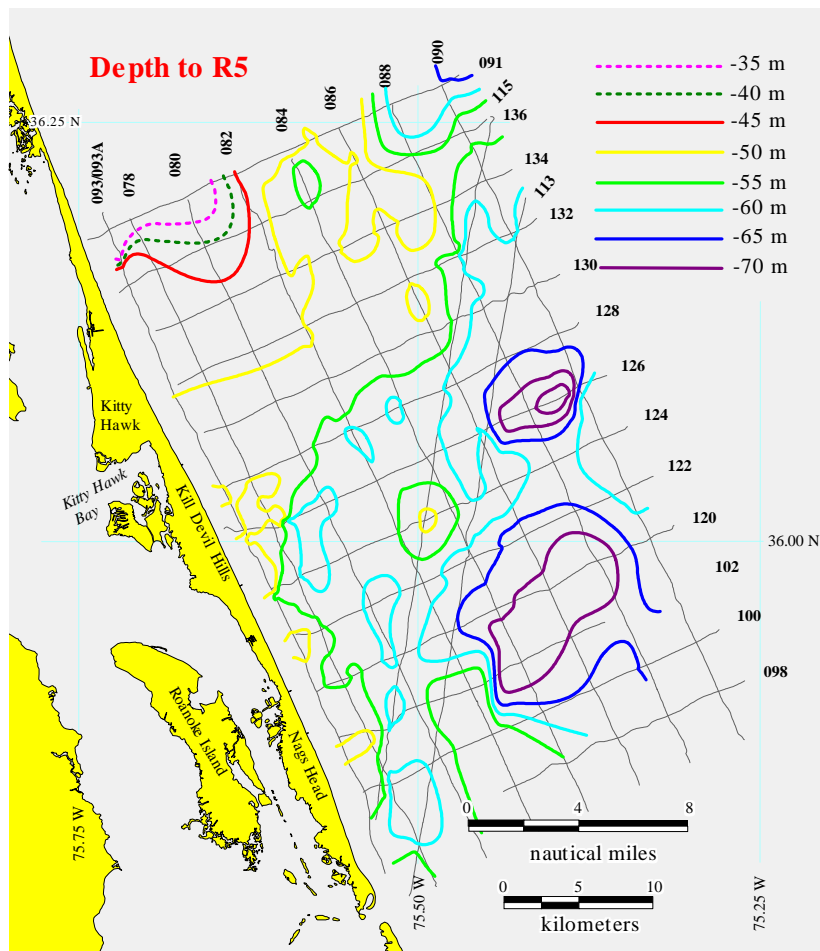 Depth to R5
090
091
088
115
086
136
084
134
082
113
080
132
078
130
093/093A
128
126
124
122
120
102
100
098
-35 m
-40 m
-45 m
-50 m
-55 m
-60 m
-65 m
-70 m
36.25 N
36.00 N
Kitty
Hawk
Kitty Hawk
Bay
Kill Devil Hills
Roanoke Island
Nags Head
75.75 W
75.50 W
75.25 W
0 4 8
nautical miles
0 5 10
kilometers